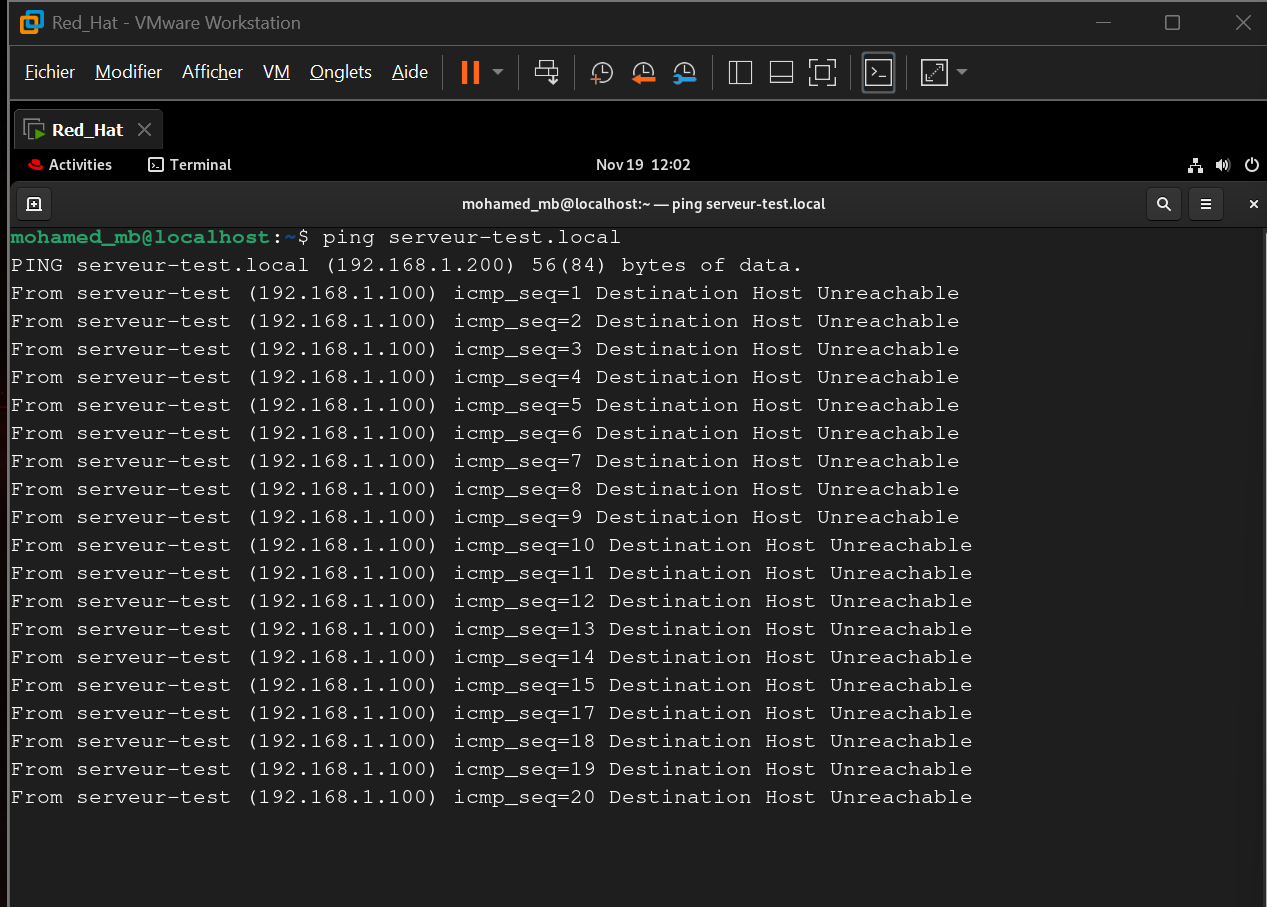 Red_Hat - VMware Workstation
Fichier Modifier Afficher VM Onglets Aide
Red_Hat
Activities Terminal Nov 19 12:02
mohamed_mb@localhost:~ — ping serveur-test.local
mohamed_mb@localhost:~$ ping serveur-test.local
PING serveur-test.local (192.168.1.200) 56(84) bytes of data.
From serveur-test (192.168.1.100) icmp_seq=1 Destination Host Unreachable
From serveur-test (192.168.1.100) icmp_seq=2 Destination Host Unreachable
From serveur-test (192.168.1.100) icmp_seq=3 Destination Host Unreachable
From serveur-test (192.168.1.100) icmp_seq=4 Destination Host Unreachable
From serveur-test (192.168.1.100) icmp_seq=5 Destination Host Unreachable
From serveur-test (192.168.1.100) icmp_seq=6 Destination Host Unreachable
From serveur-test (192.168.1.100) icmp_seq=7 Destination Host Unreachable
From serveur-test (192.168.1.100) icmp_seq=8 Destination Host Unreachable
From serveur-test (192.168.1.100) icmp_seq=9 Destination Host Unreachable
From serveur-test (192.168.1.100) icmp_seq=10 Destination Host Unreachable
From serveur-test (192.168.1.100) icmp_seq=11 Destination Host Unreachable
From serveur-test (192.168.1.100) icmp_seq=12 Destination Host Unreachable
From serveur-test (192.168.1.100) icmp_seq=13 Destination Host Unreachable
From serveur-test (192.168.1.100) icmp_seq=14 Destination Host Unreachable
From serveur-test (192.168.1.100) icmp_seq=15 Destination Host Unreachable
From serveur-test (192.168.1.100) icmp_seq=17 Destination Host Unreachable
From serveur-test (192.168.1.100) icmp_seq=18 Destination Host Unreachable
From serveur-test (192.168.1.100) icmp_seq=19 Destination Host Unreachable
From serveur-test (192.168.1.100) icmp_seq=20 Destination Host Unreachable